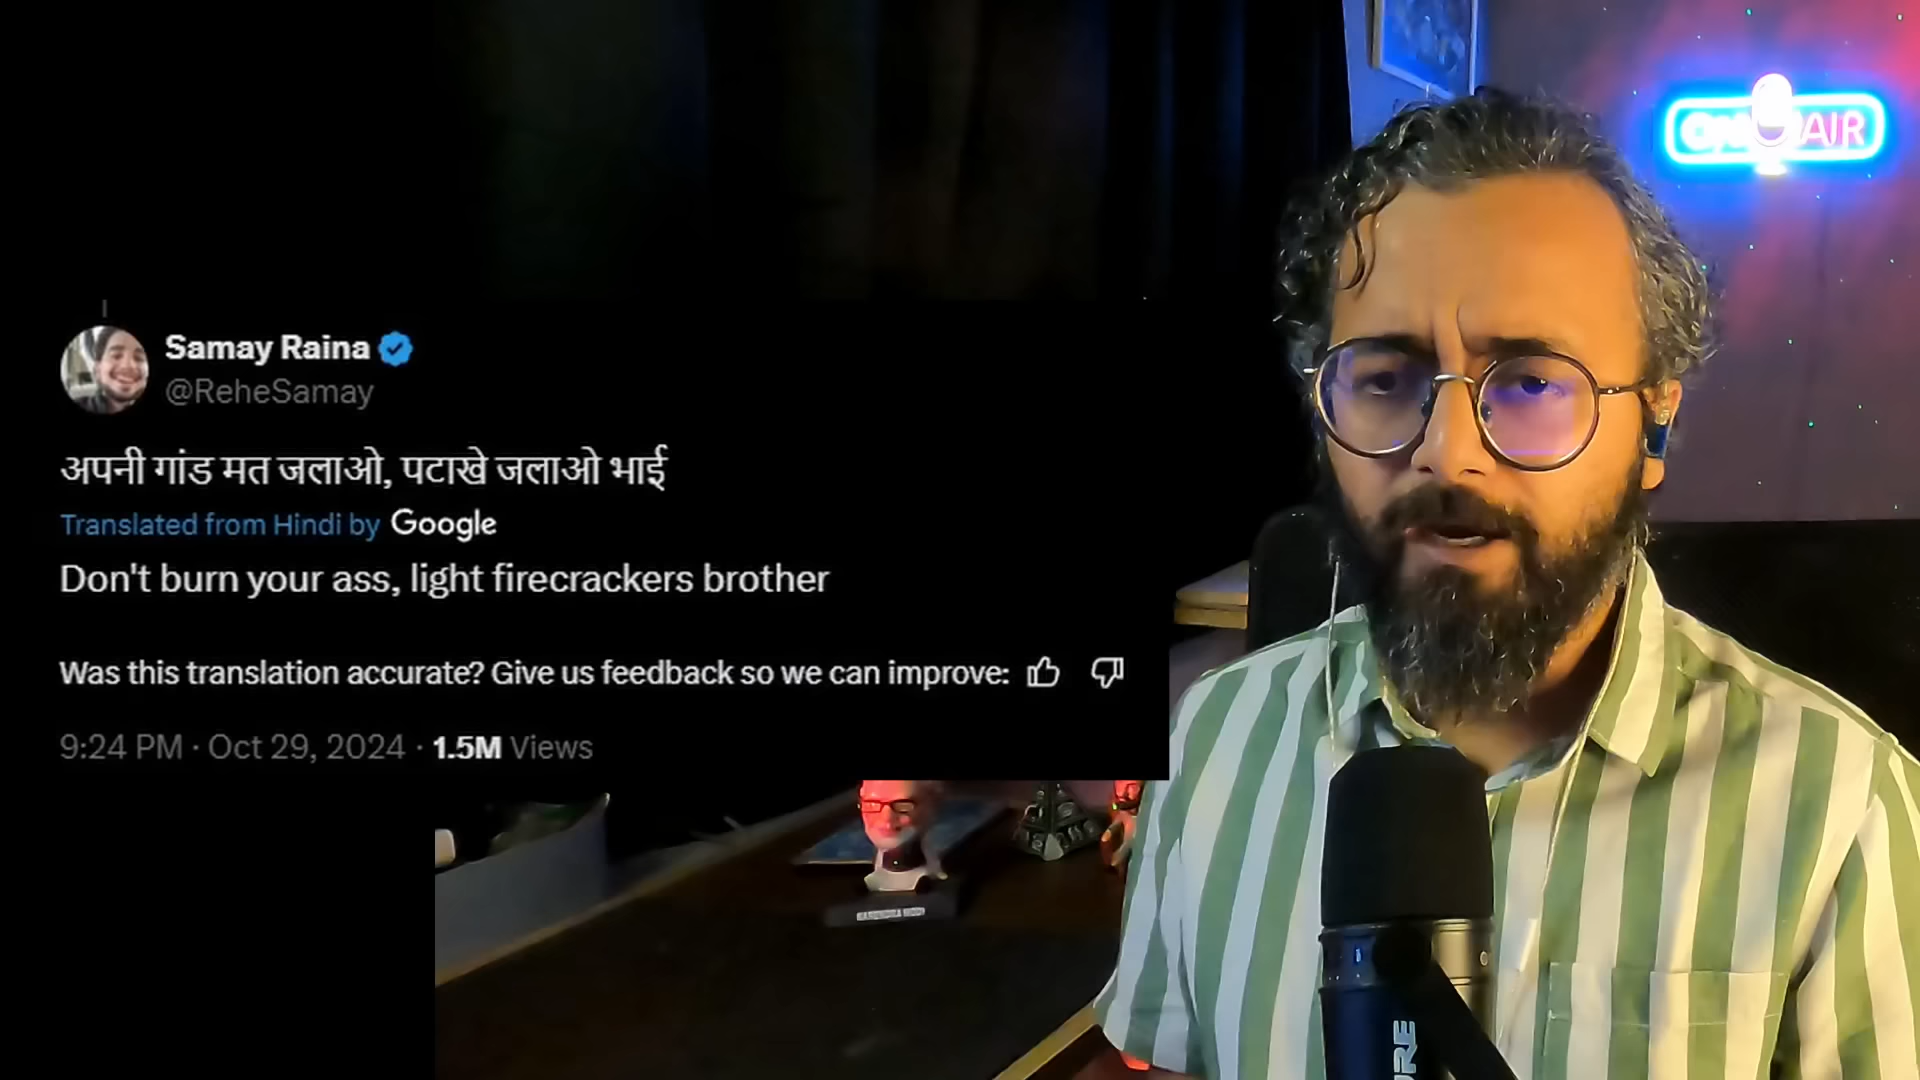 ON AIR
Samay Raina
@ReheSamay
अपनी गांड मत जलाओ, पटाखे जलाओ भाई
Translated from Hindi by Google
Don't burn your ass, light firecrackers brother
Was this translation accurate? Give us feedback so we can improve:
9:24 PM · Oct 29, 2024 · 1.5M Views